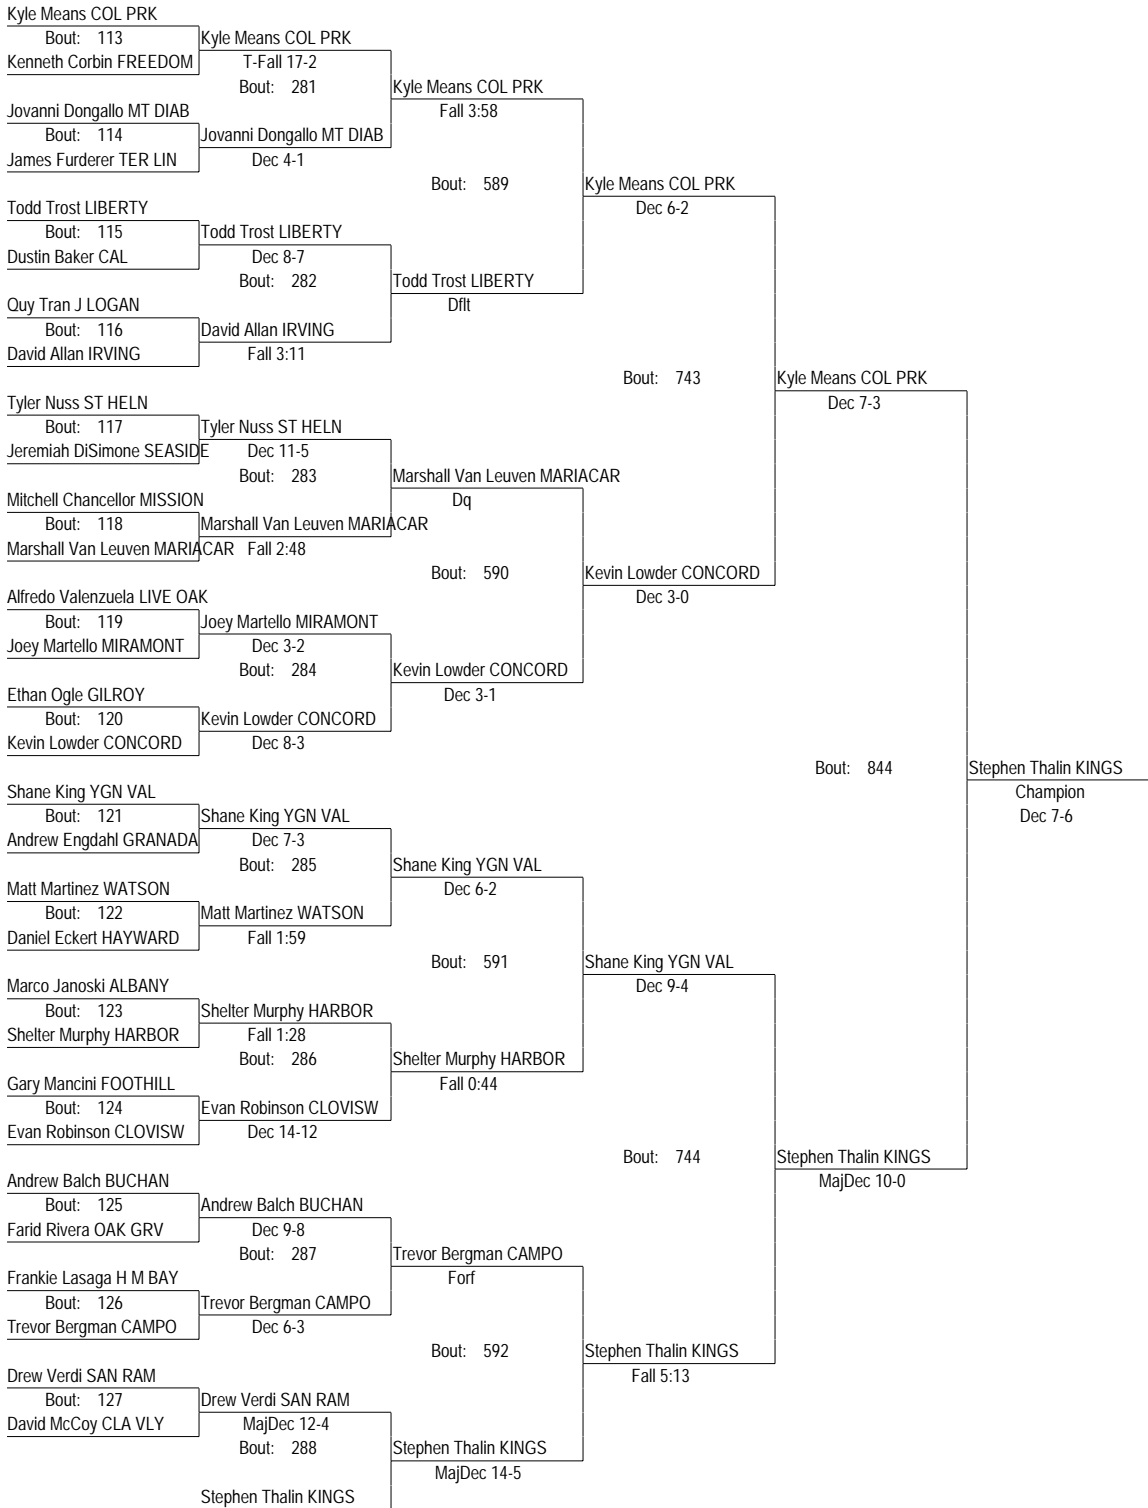 Kyle Means COL PRK
Bout: 113
Kenneth Corbin FREEDOM
Jovanni Dongallo MT DIAB
Bout: 114
James Furderer TER LIN
Todd Trost LIBERTY
Bout: 115
Dustin Baker CAL
Quy Tran J LOGAN
Bout: 116
David Allan IRVING
Tyler Nuss ST HELN
Bout: 117
Jeremiah DiSimone SEASIDE
Mitchell Chancellor MISSION
Bout: 118
Marshall Van Leuven MARIACAR
Alfredo Valenzuela LIVE OAK
Bout: 119
Joey Martello MIRAMONT
Ethan Ogle GILROY
Bout: 120
Kevin Lowder CONCORD
Shane King YGN VAL
Bout: 121
Andrew Engdahl GRANADA
Matt Martinez WATSON
Bout: 122
Daniel Eckert HAYWARD
Marco Janoski ALBANY
Bout: 123
Shelter Murphy HARBOR
Gary Mancini FOOTHILL
Bout: 124
Evan Robinson CLOVISW
Andrew Balch BUCHAN
Bout: 125
Farid Rivera OAK GRV
Frankie Lasaga H M BAY
Bout: 126
Trevor Bergman CAMPO
Drew Verdi SAN RAM
Bout: 127
David McCoy CLA VLY
Kyle Means COL PRK
T-Fall 17-2
Bout: 281
Jovanni Dongallo MT DIAB
Dec 4-1
Todd Trost LIBERTY
Dec 8-7
Bout: 282
David Allan IRVING
Fall 3:11
Tyler Nuss ST HELN
Dec 11-5
Bout: 283
Marshall Van Leuven MARIACAR
Fall 2:48
Joey Martello MIRAMONT
Dec 3-2
Bout: 284
Kevin Lowder CONCORD
Dec 8-3
Shane King YGN VAL
Dec 7-3
Bout: 285
Matt Martinez WATSON
Fall 1:59
Shelter Murphy HARBOR
Fall 1:28
Bout: 286
Evan Robinson CLOVISW
Dec 14-12
Andrew Balch BUCHAN
Dec 9-8
Bout: 287
Trevor Bergman CAMPO
Dec 6-3
Drew Verdi SAN RAM
MajDec 12-4
Bout: 288
Stephen Thalin KINGS
Kyle Means COL PRK
Fall 3:58
Bout: 589
Todd Trost LIBERTY
Dflt
Marshall Van Leuven MARIACAR
Dq
Bout: 590
Kevin Lowder CONCORD
Dec 3-1
Shane King YGN VAL
Dec 6-2
Bout: 591
Shelter Murphy HARBOR
Fall 0:44
Trevor Bergman CAMPO
Forf
Bout: 592
Stephen Thalin KINGS
MajDec 14-5
Kyle Means COL PRK
Dec 6-2
Bout: 743
Kevin Lowder CONCORD
Dec 3-0
Shane King YGN VAL
Dec 9-4
Bout: 744
Stephen Thalin KINGS
Fall 5:13
Kyle Means COL PRK
Dec 7-3
Bout: 844
Stephen Thalin KINGS
MajDec 10-0
Stephen Thalin KINGS
Champion
Dec 7-6